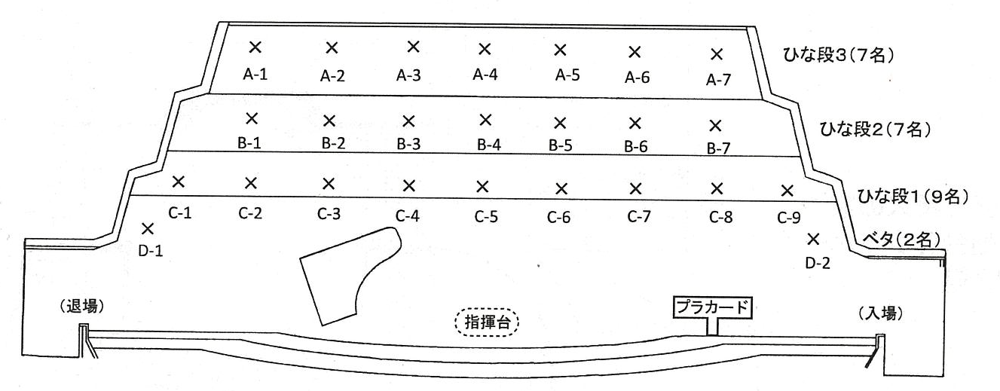 × × × × × × ×
A-1 A-2 A-3 A-4 A-5 A-6 A-7 ひな段3(7名)
× × × × × × ×
B-1 B-2 B-3 B-4 B-5 B-6 B-7 ひな段2(7名)
× × × × × × × × ×
C-1 C-2 C-3 C-4 C-5 C-6 C-7 C-8 C-9 ひな段1(9名)
× ×
D-1 D-2 ベタ(2名)
(退場) プラカード (入場)
指揮台